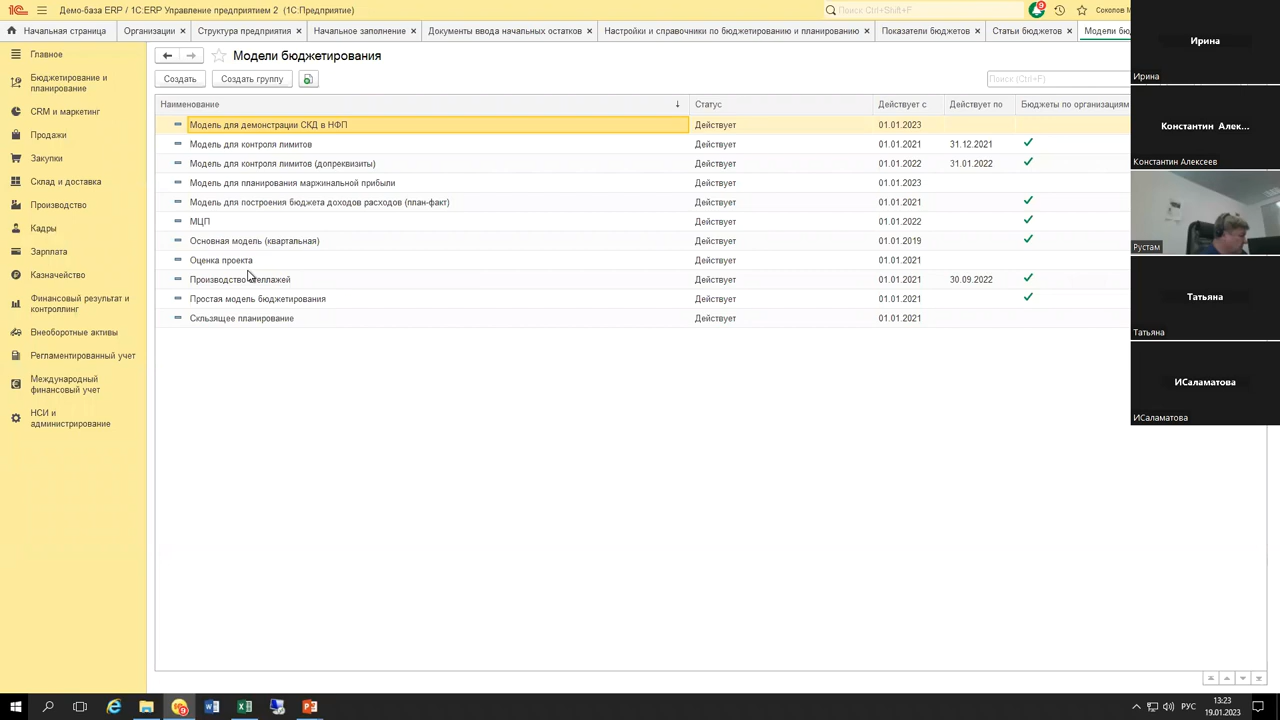 Демо-база ERP / 1С:ERP Управление предприятием 2 (1С:Предприятие)
Поиск Ctrl+Shift+F
9
Соколов М
Начальная страница
Организации ×
Структура предприятия ×
Начальное заполнение ×
Документы ввода начальных остатков ×
Настройки и справочники по бюджетированию и планированию ×
Показатели бюджетов ×
Статьи бюджетов ×
Модели бюд
Главное
Бюджетирование и
планирование
CRM и маркетинг
Продажи
Закупки
Склад и доставка
Производство
Кадры
Зарплата
Казначейство
Финансовый результат и
контроллинг
Внеоборотные активы
Регламентированный учет
Международный
финансовый учет
НСИ и
администрирование
Модели бюджетирования
Создать
Создать группу
Поиск (Ctrl+F)
Наименование ↓ Статус Действует с Действует по Бюджеты по организациям
Модель для демонстрации СКД в НФП Действует 01.01.2023
Модель для контроля лимитов Действует 01.01.2021 31.12.2021
Модель для контроля лимитов (допреквизиты) Действует 01.01.2022 31.01.2022
Модель для планирования маржинальной прибыли Действует 01.01.2023
Модель для построения бюджета доходов расходов (план-факт) Действует 01.01.2021
МЦП Действует 01.01.2022
Основная модель (квартальная) Действует 01.01.2019
Оценка проекта Действует 01.01.2021
Производство стеллажей Действует 01.01.2021 30.09.2022
Простая модель бюджетирования Действует 01.01.2021
Скльзящее планирование Действует 01.01.2021
Ирина
Ирина
Константин Алек...
Константин Алексеев
Рустам
Татьяна
Татьяна
ИСаламатова
ИСаламатова
РУС
13:23
19.01.2023